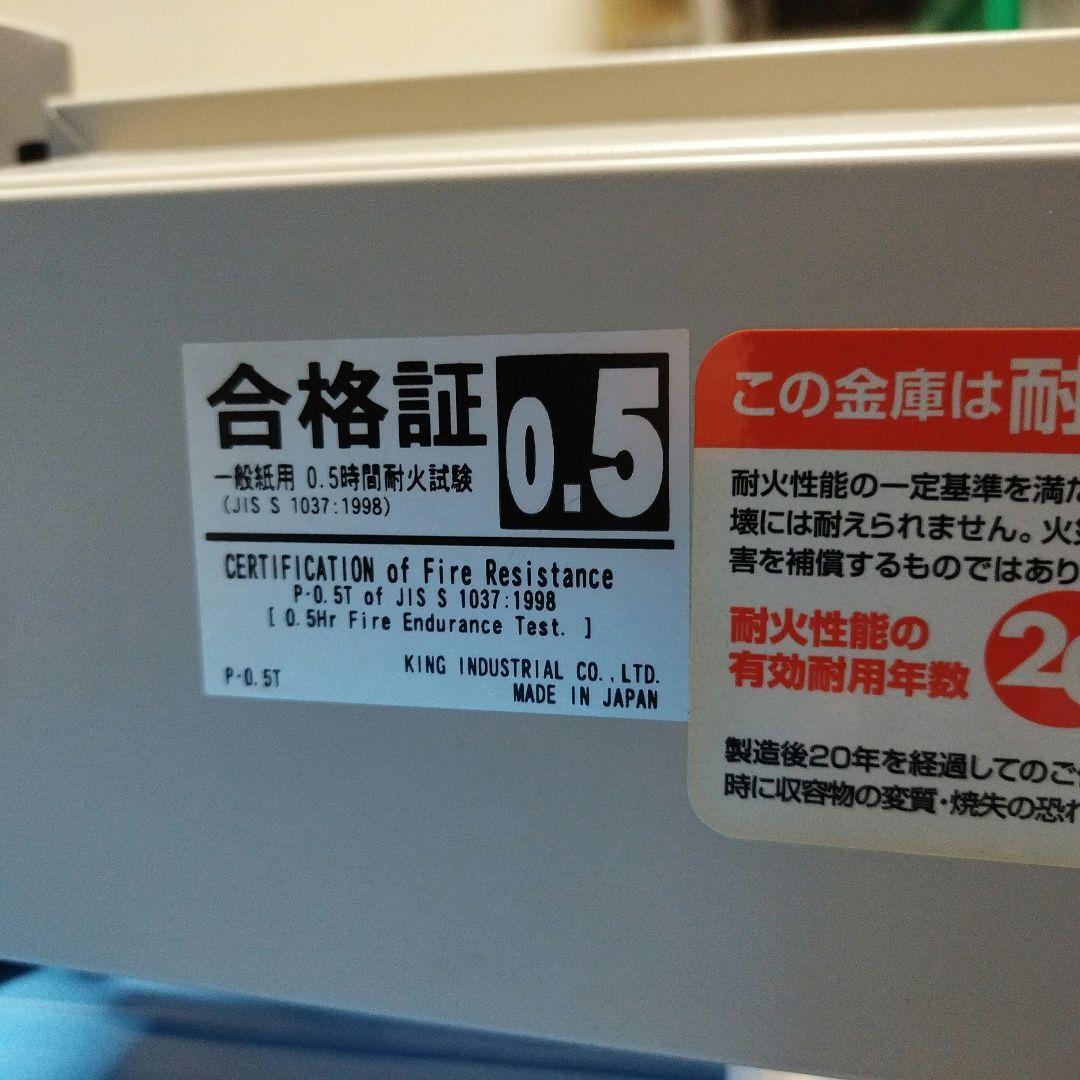 合格証 0.5
一般紙用 0.5時間耐火試験
(JIS S 1037:1998)
CERTIFICATION of Fire Resistance
P-0.5T of JIS S 1037:1998
[ 0.5Hr Fire Endurance Test. ]
KING INDUSTRIAL CO.,LTD.
P-0.5T
MADE IN JAPAN
この金庫は耐
耐火性能の一定基準を満た
壊には耐えられません。火災
害を補償するものではあり
耐火性能の
有効耐用年数
20
製造後20年を経過してのご
時に収容物の変質・焼失の恐れ